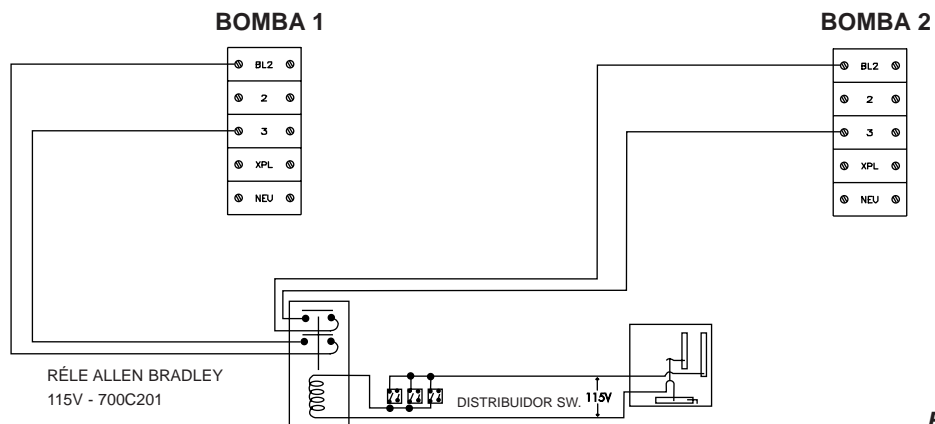 BOMBA 1
BOMBA 2
BL2
2
3
XPL
NEU
BL2
2
3
XPL
NEU
RÉLE ALLEN BRADLEY
115V - 700C201
DISTRIBUIDOR SW.
115V